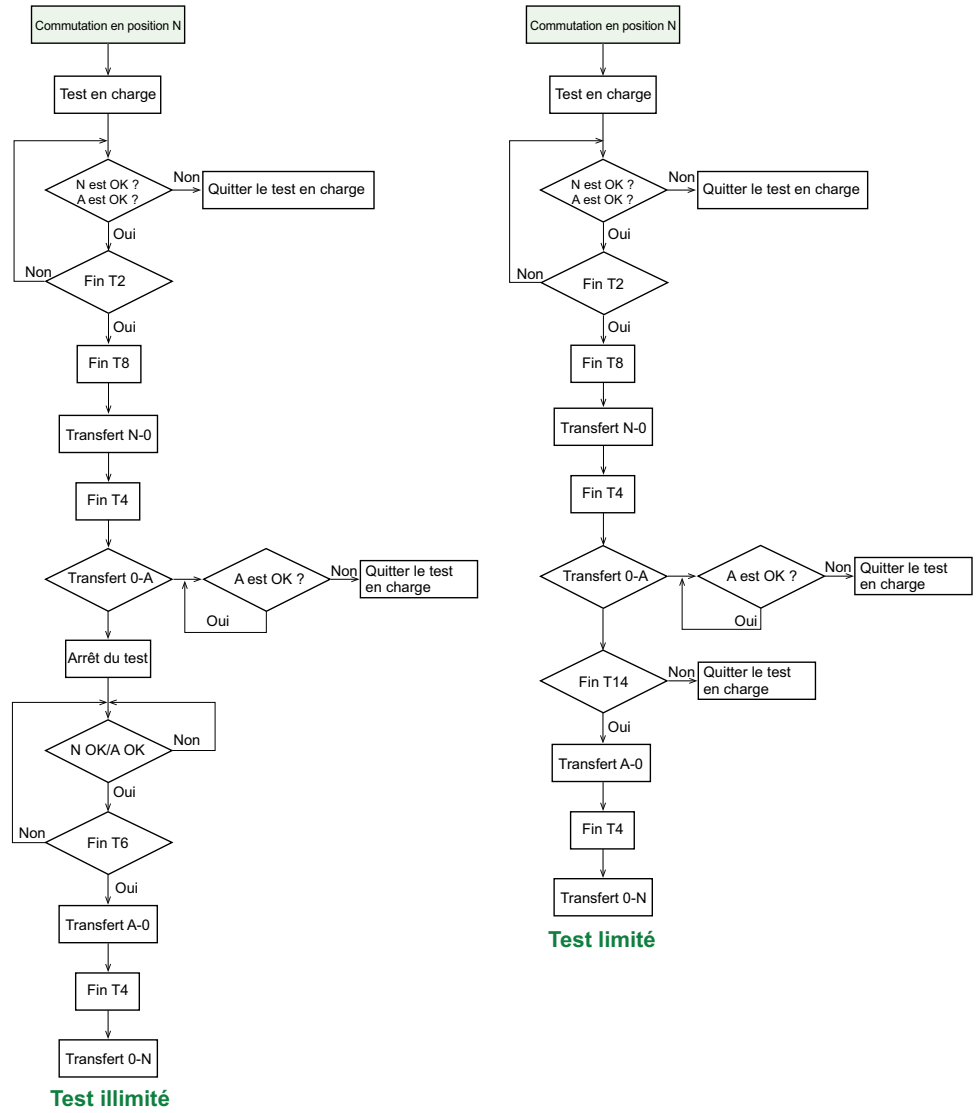 Commutation en position N
Test en charge
N est OK ?
A est OK ?
Non
Quitter le test en charge
Oui
Non
Fin T2
Oui
Fin T8
Transfert N-0
Fin T4
Transfert 0-A
A est OK ?
Non
Quitter le test
en charge
Oui
Arrêt du test
N OK/A OK
Non
Oui
Non
Fin T6
Oui
Transfert A-0
Fin T4
Transfert 0-N
Test illimité
Commutation en position N
Test en charge
N est OK ?
A est OK ?
Non
Quitter le test en charge
Oui
Non
Fin T2
Oui
Fin T8
Transfert N-0
Fin T4
Transfert 0-A
A est OK ?
Non
Quitter le test
en charge
Oui
Fin T14
Non
Quitter le test
en charge
Oui
Transfert A-0
Fin T4
Transfert 0-N
Test limité